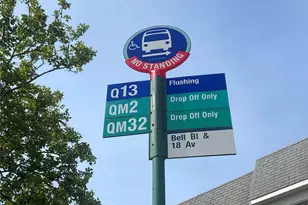 NO STANDING
Q13 Flushing
QM2 Drop Off Only
QM32 Drop Off Only
Bell Bl &
18 Av